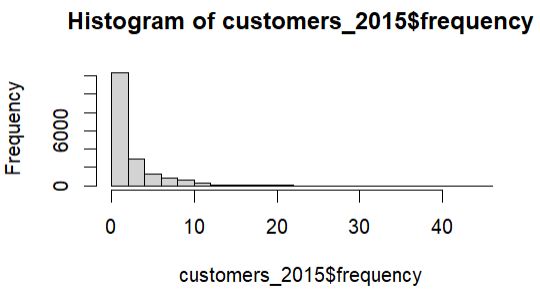 Histogram of customers_2015$frequency
Frequency
6000
0
0 10 20 30 40
customers_2015$frequency